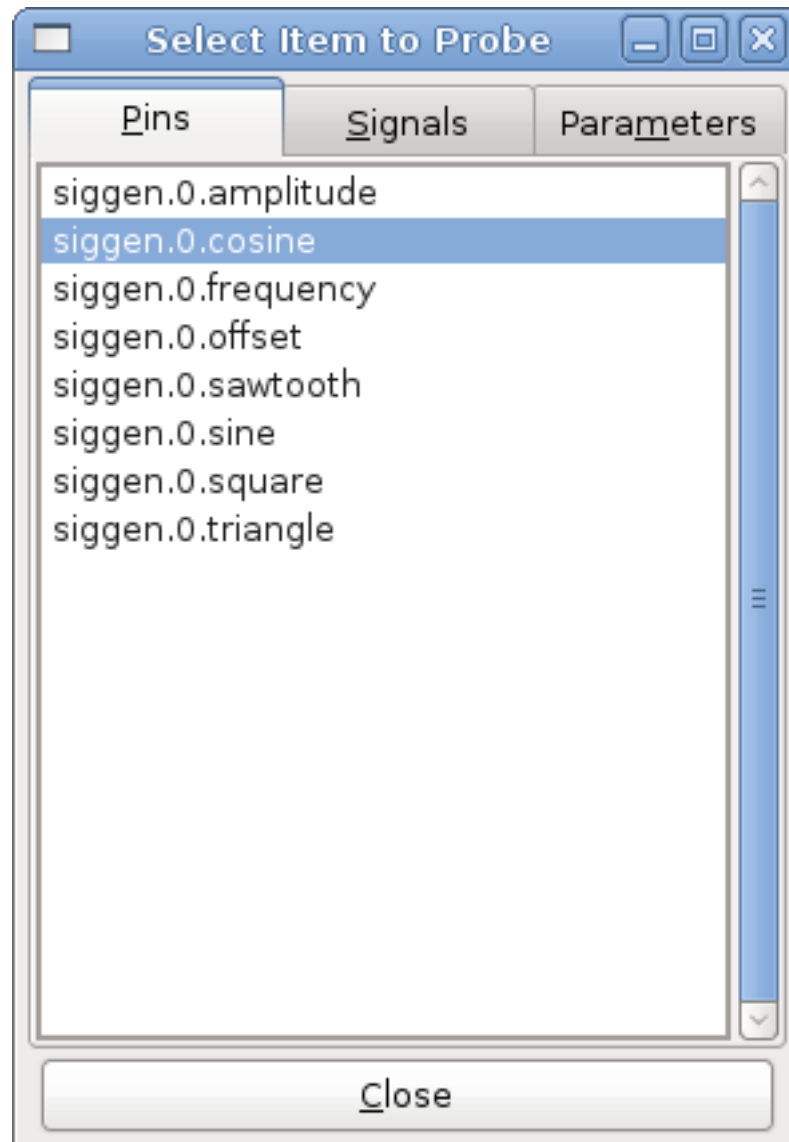 Select Item to Probe
Pins Signals Parameters
siggen.0.amplitude
siggen.0.cosine
siggen.0.frequency
siggen.0.offset
siggen.0.sawtooth
siggen.0.sine
siggen.0.square
siggen.0.triangle
Close